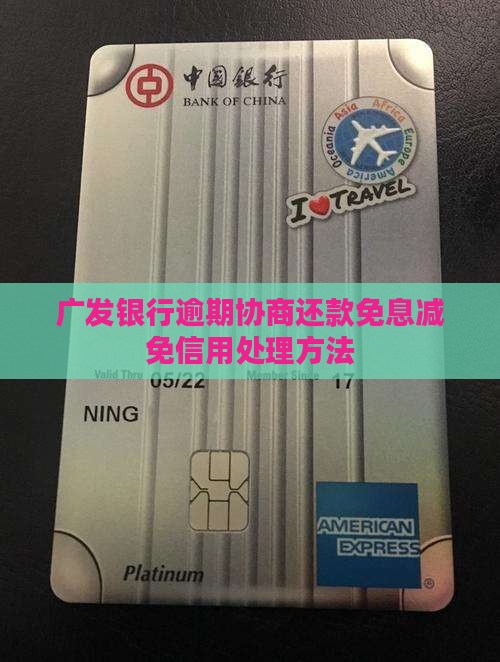 中国銀行
BANK OF CHINA
Oceania Asia Africa Europe America
I❤TRAVEL
广发银行逾期协商还款免息减
免信用处理方法
Valid Thru 05/22 Member Since 17
NING
AMERICAN
EXPRESS
®
Platinum